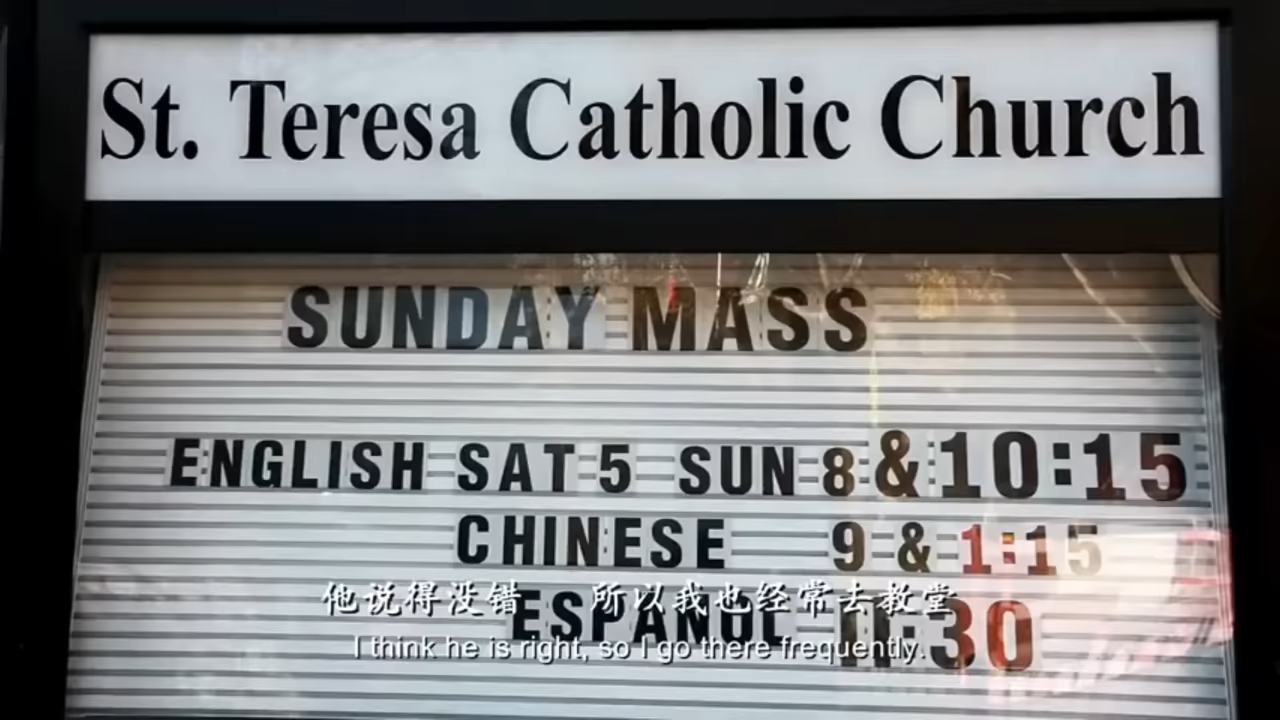 St. Teresa Catholic Church
SUNDAY MASS
ENGLISH SAT 5 SUN 8 & 10:15
CHINESE 9 & 1:15
ESPANOL 11:30
他说得没错 所以我也经常去教堂
I think he is right, so I go there frequently.